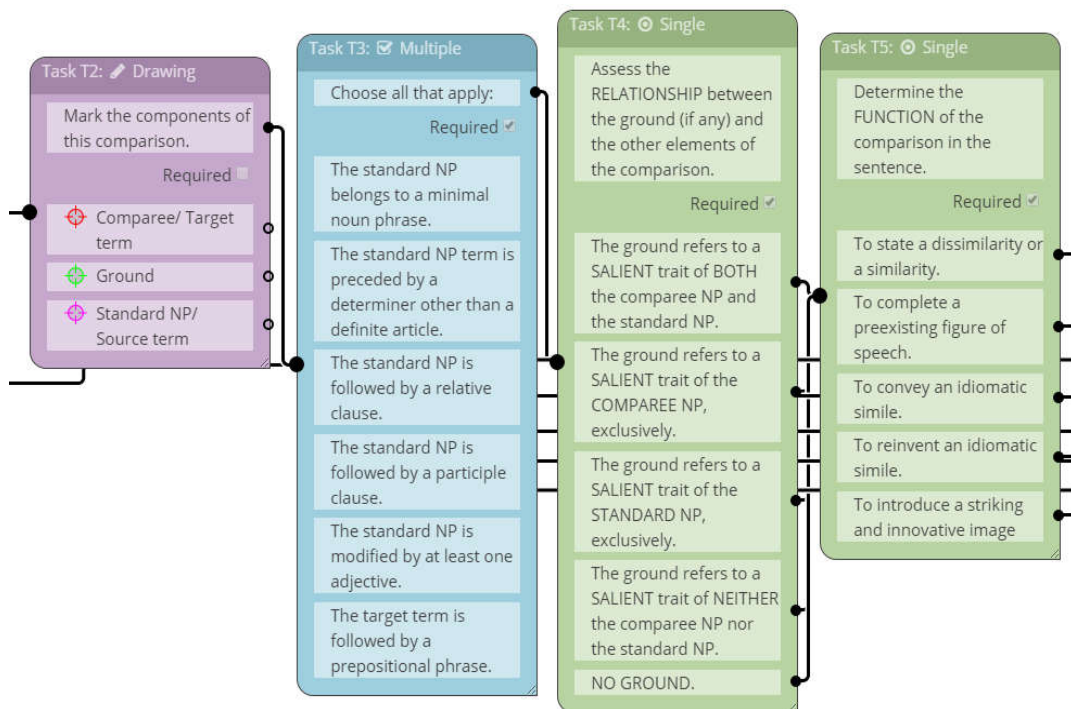 Task T2: Drawing
Mark the components of
this comparison.
Required
Comparee/ Target
term
Ground
Standard NP/
Source term
Task T3: Multiple
Choose all that apply:
Required
The standard NP
belongs to a minimal
noun phrase.
The standard NP term is
preceded by a
determiner other than a
definite article.
The standard NP is
followed by a relative
clause.
The standard NP is
followed by a participle
clause.
The standard NP is
modified by at least one
adjective.
The target term is
followed by a
prepositional phrase.
Task T4: Single
Assess the
RELATIONSHIP between
the ground (if any) and
the other elements of
the comparison.
Required
The ground refers to a
SALIENT trait of BOTH
the comparee NP and
the standard NP.
The ground refers to a
SALIENT trait of the
COMPAREE NP,
exclusively.
The ground refers to a
SALIENT trait of the
STANDARD NP,
exclusively.
The ground refers to a
SALIENT trait of NEITHER
the comparee NP nor
the standard NP.
NO GROUND.
Task T5: Single
Determine the
FUNCTION of the
comparison in the
sentence.
Required
To state a dissimilarity or
a similarity.
To complete a
preexisting figure of
speech.
To convey an idiomatic
simile.
To reinvent an idiomatic
simile.
To introduce a striking
and innovative image